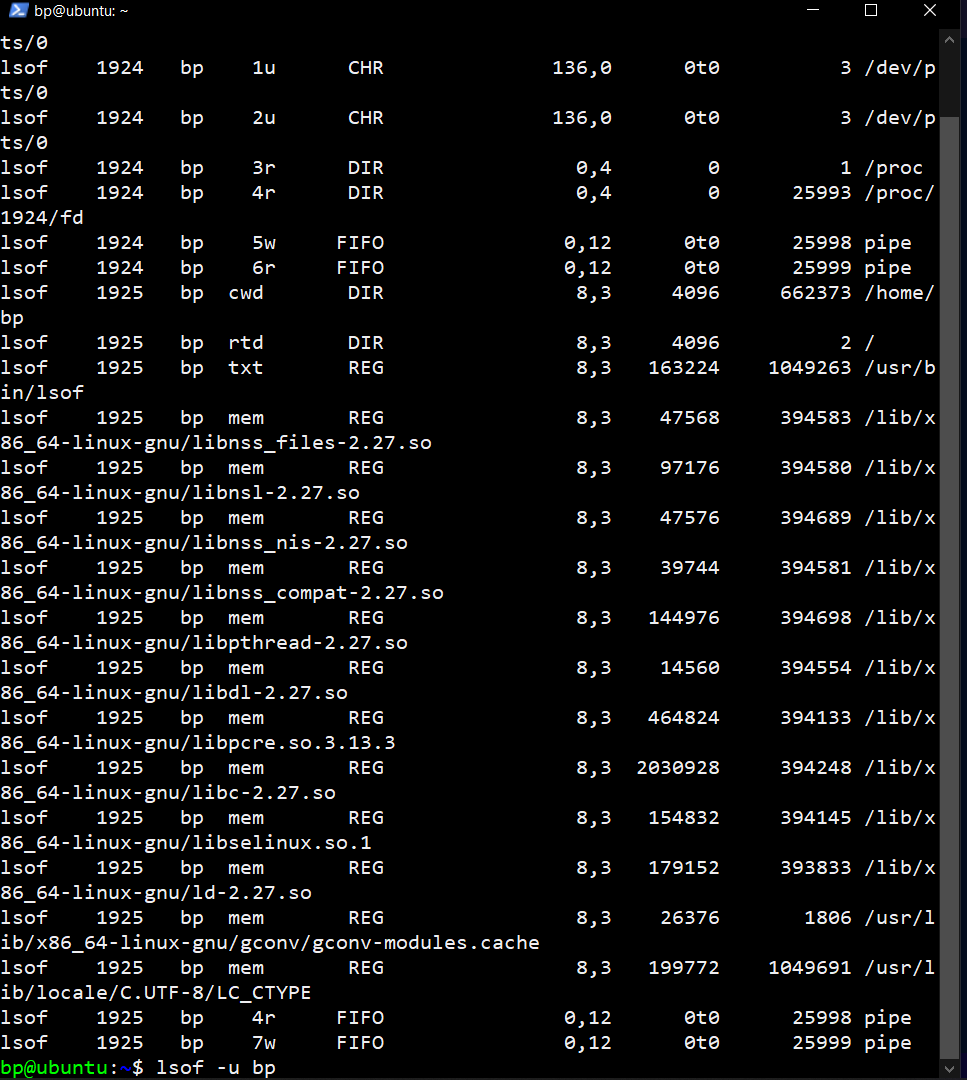 bp@ubuntu: ~
ts/0
lsof    1924   bp    1u      CHR              136,0      0t0          3 /dev/p
ts/0
lsof    1924   bp    2u      CHR              136,0      0t0          3 /dev/p
ts/0
lsof    1924   bp    3r      DIR                0,4        0          1 /proc
lsof    1924   bp    4r      DIR                0,4        0      25993 /proc/
1924/fd
lsof    1924   bp    5w     FIFO               0,12      0t0      25998 pipe
lsof    1924   bp    6r     FIFO               0,12      0t0      25999 pipe
lsof    1925   bp  cwd       DIR                8,3     4096     662373 /home/
bp
lsof    1925   bp  rtd       DIR                8,3     4096          2 /
lsof    1925   bp  txt       REG                8,3   163224    1049263 /usr/b
in/lsof
lsof    1925   bp  mem       REG                8,3    47568     394583 /lib/x
86_64-linux-gnu/libnss_files-2.27.so
lsof    1925   bp  mem       REG                8,3    97176     394580 /lib/x
86_64-linux-gnu/libnsl-2.27.so
lsof    1925   bp  mem       REG                8,3    47576     394689 /lib/x
86_64-linux-gnu/libnss_nis-2.27.so
lsof    1925   bp  mem       REG                8,3    39744     394581 /lib/x
86_64-linux-gnu/libnss_compat-2.27.so
lsof    1925   bp  mem       REG                8,3   144976     394698 /lib/x
86_64-linux-gnu/libpthread-2.27.so
lsof    1925   bp  mem       REG                8,3    14560     394554 /lib/x
86_64-linux-gnu/libdl-2.27.so
lsof    1925   bp  mem       REG                8,3   464824     394133 /lib/x
86_64-linux-gnu/libpcre.so.3.13.3
lsof    1925   bp  mem       REG                8,3  2030928     394248 /lib/x
86_64-linux-gnu/libc-2.27.so
lsof    1925   bp  mem       REG                8,3   154832     394145 /lib/x
86_64-linux-gnu/libselinux.so.1
lsof    1925   bp  mem       REG                8,3   179152     393833 /lib/x
86_64-linux-gnu/ld-2.27.so
lsof    1925   bp  mem       REG                8,3    26376       1806 /usr/l
ib/x86_64-linux-gnu/gconv/gconv-modules.cache
lsof    1925   bp  mem       REG                8,3   199772    1049691 /usr/l
ib/locale/C.UTF-8/LC_CTYPE
lsof    1925   bp    4r     FIFO               0,12      0t0      25998 pipe
lsof    1925   bp    7w     FIFO               0,12      0t0      25999 pipe
bp@ubuntu:~$ lsof -u bp